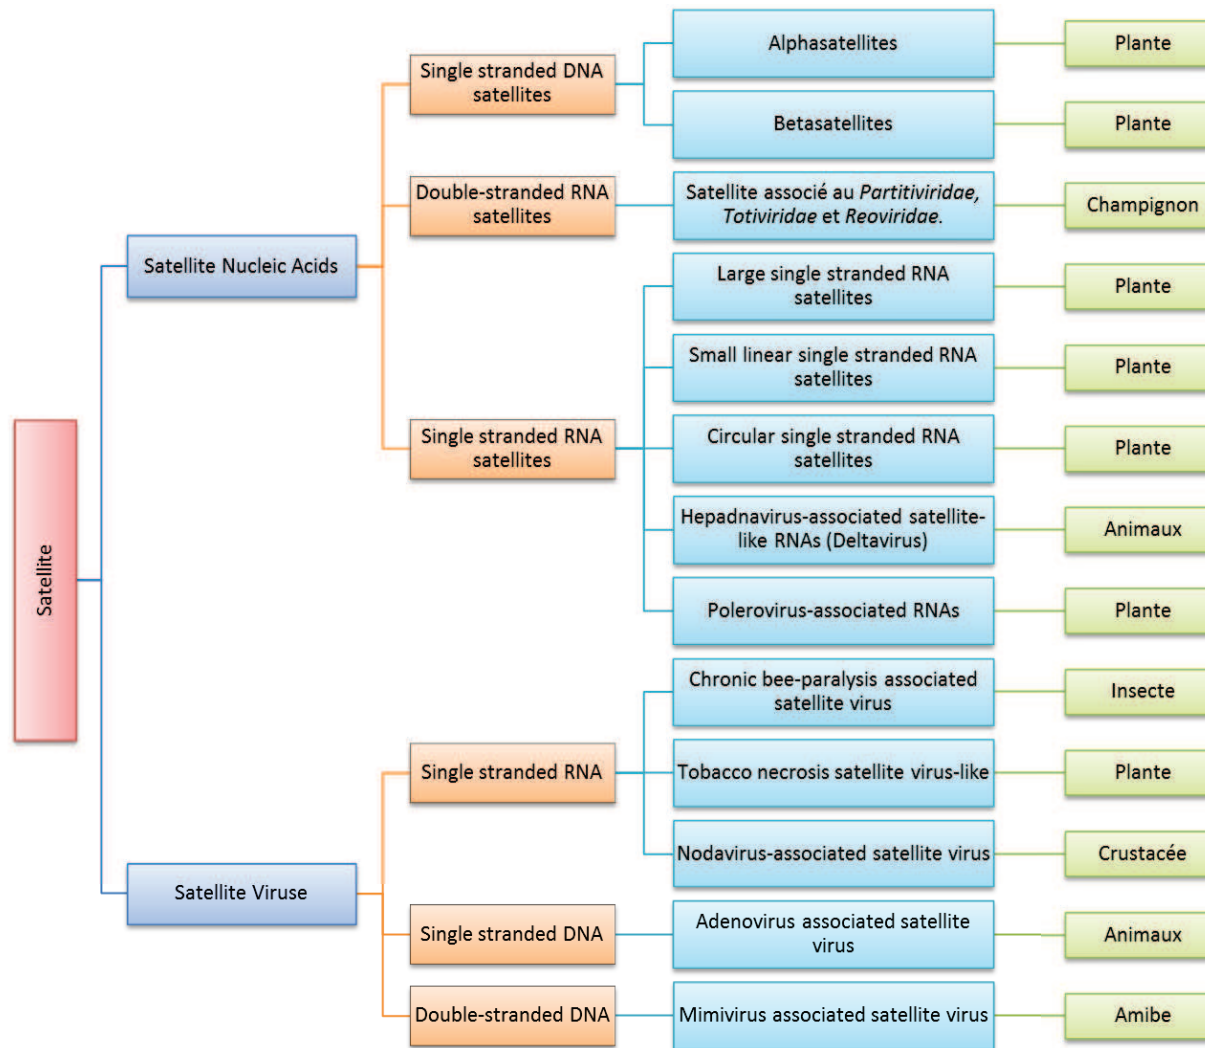 Satellite
Satellite Nucleic Acids
Single stranded DNA
satellites
Alphasatellites
Plante
Betasatellites
Plante
Double-stranded RNA
satellites
Satellite associé au Partitiviridae,
Totiviridae et Reoviridae.
Champignon
Single stranded RNA
satellites
Large single stranded RNA
satellites
Plante
Small linear single stranded RNA
satellites
Plante
Circular single stranded RNA
satellites
Plante
Hepadnavirus-associated satellite-
like RNAs (Deltavirus)
Animaux
Polerovirus-associated RNAs
Plante
Satellite Viruse
Single stranded RNA
Chronic bee-paralysis associated
satellite virus
Insecte
Tobacco necrosis satellite virus-like
Plante
Nodavirus-associated satellite virus
Crustacée
Single stranded DNA
Adenovirus associated satellite
virus
Animaux
Double-stranded DNA
Mimivirus associated satellite virus
Amibe